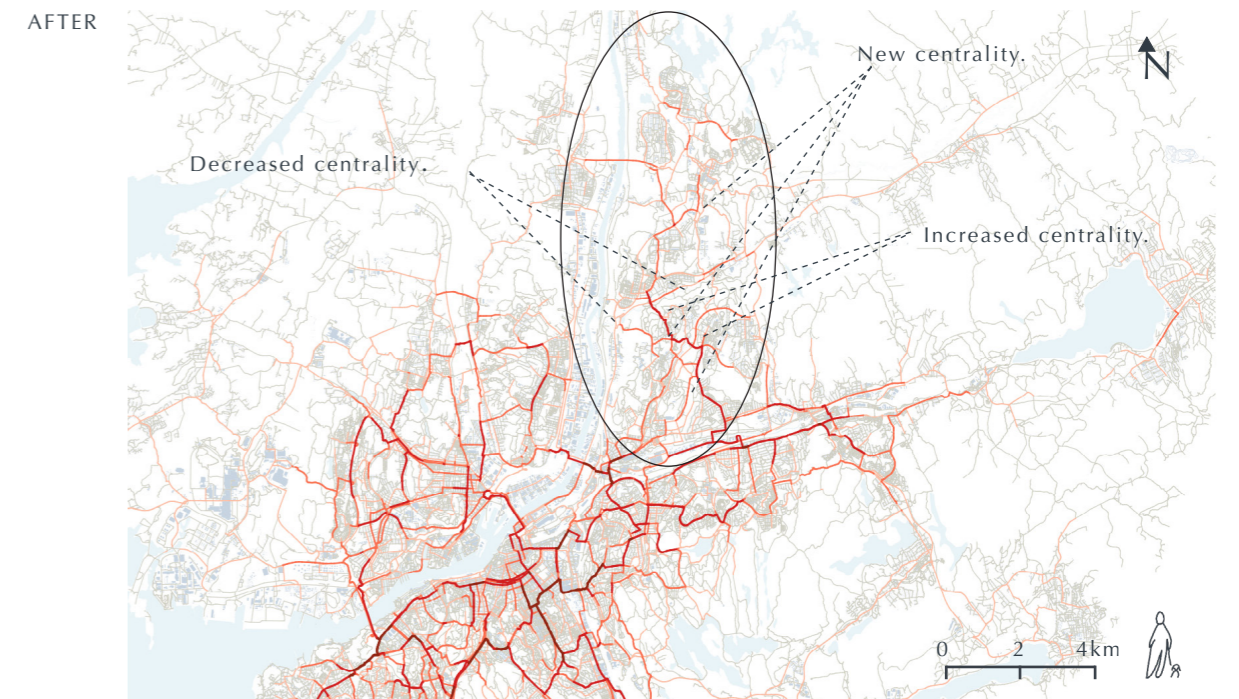 AFTER
New centrality.
N
Decreased centrality.
Increased centrality.
0 2 4km